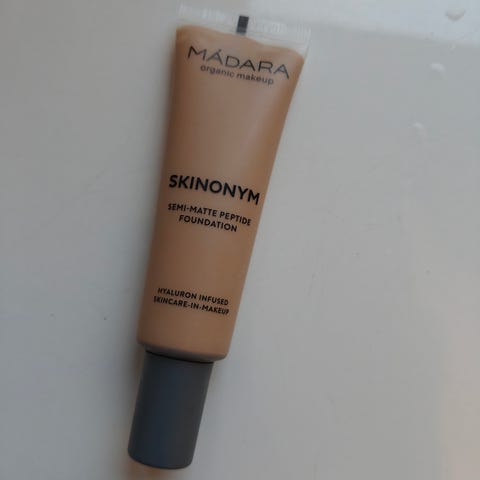 MÁDARA
organic makeup
SKINONYM
SEMI-MATTE PEPTIDE
FOUNDATION
HYALURON INFUSED
SKINCARE-IN-MAKEUP